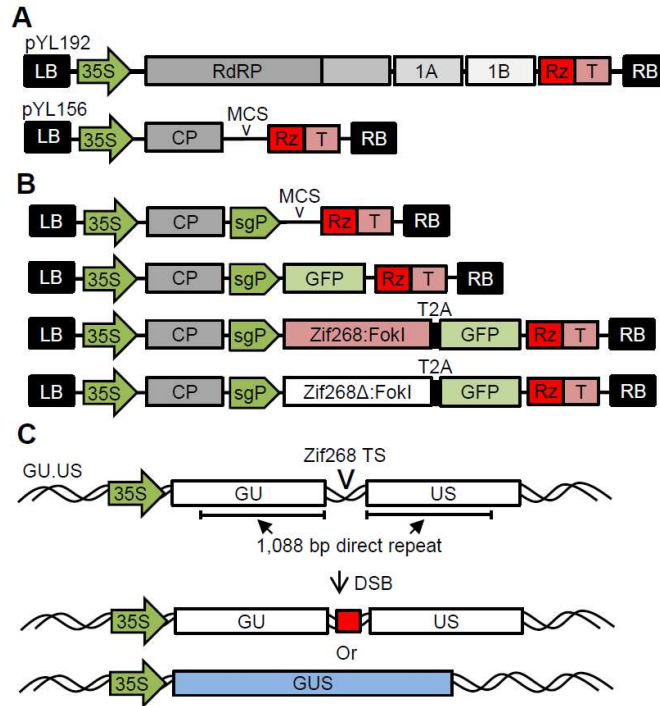 A
pYL192
LB 35S RdRP 1A 1B Rz T RB
pYL156
MCS
v
LB 35S CP Rz T RB
B
MCS
v
LB 35S CP sgP Rz T RB
LB 35S CP sgP GFP Rz T RB
T2A
LB 35S CP sgP Zif268:FokI GFP Rz T RB
T2A
LB 35S CP sgP Zif268Δ:FokI GFP Rz T RB
C
Zif268 TS
GU.US
V
35S GU US
1,088 bp direct repeat
DSB
35S GU US
Or
35S GUS